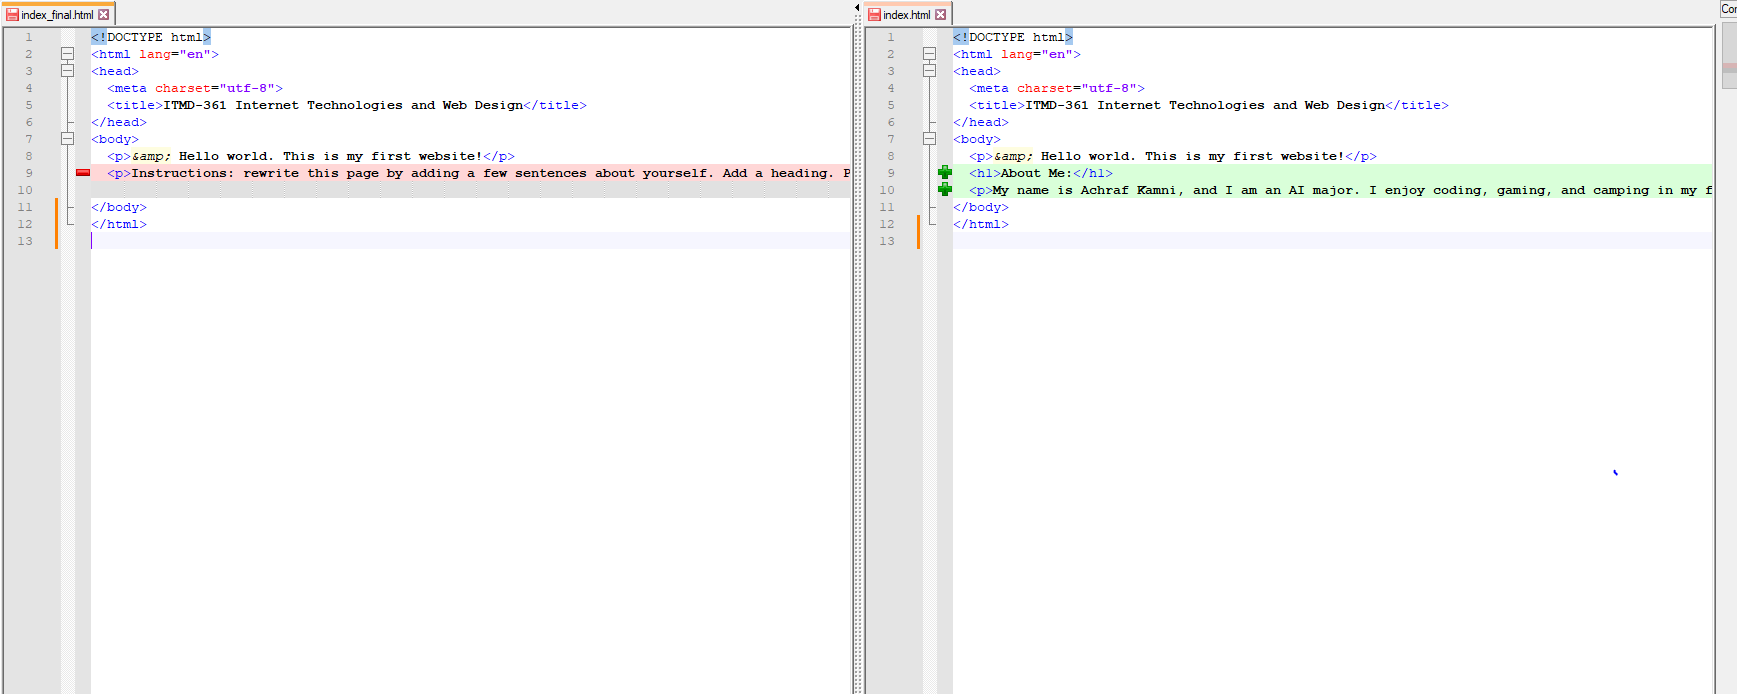 index_final.html
1 <!DOCTYPE html>
2 <html lang="en">
3 <head>
4 <meta charset="utf-8">
5 <title>ITMD-361 Internet Technologies and Web Design</title>
6 </head>
7 <body>
8 <p>&amp; Hello world. This is my first website!</p>
9 <p>Instructions: rewrite this page by adding a few sentences about yourself. Add a heading. P
10
11 </body>
12 </html>
13
index.html
1 <!DOCTYPE html>
2 <html lang="en">
3 <head>
4 <meta charset="utf-8">
5 <title>ITMD-361 Internet Technologies and Web Design</title>
6 </head>
7 <body>
8 <p>&amp; Hello world. This is my first website!</p>
9 <h1>About Me:</h1>
10 <p>My name is Achraf Kamni, and I am an AI major. I enjoy coding, gaming, and camping in my f
11 </body>
12 </html>
13
Cor